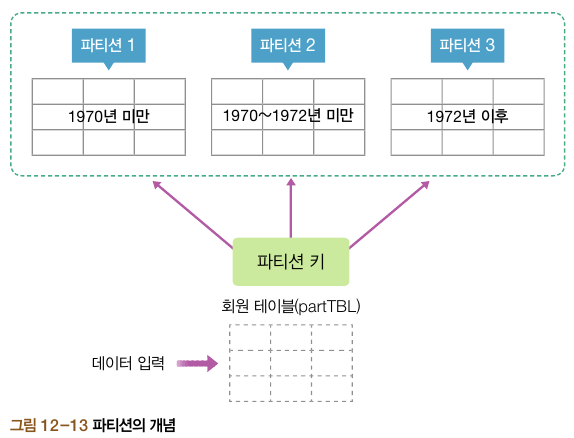 파티션 1
파티션 2
파티션 3
1970년 미만
1970~1972년 미만
1972년 이후
파티션 키
회원 테이블(partTBL)
데이터 입력
그림 12-13 파티션의 개념